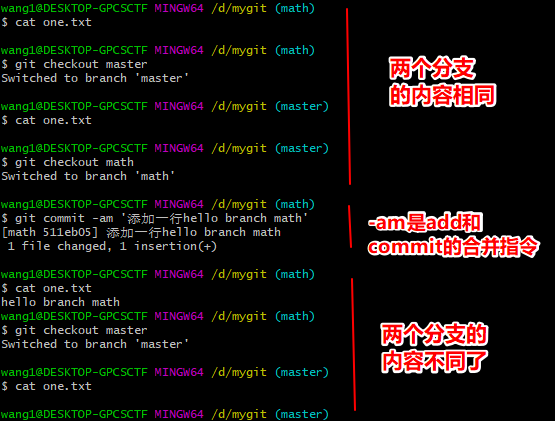 wang1@DESKTOP-GPCSCTF MINGW64 /d/mygit (math)
$ cat one.txt
wang1@DESKTOP-GPCSCTF MINGW64 /d/mygit (math)
$ git checkout master
Switched to branch 'master'
wang1@DESKTOP-GPCSCTF MINGW64 /d/mygit (master)
$ cat one.txt
wang1@DESKTOP-GPCSCTF MINGW64 /d/mygit (master)
$ git checkout math
Switched to branch 'math'
两个分支
的内容相同
wang1@DESKTOP-GPCSCTF MINGW64 /d/mygit (math)
$ git commit -am '添加一行hello branch math'
[math 511eb05] 添加一行hello branch math
1 file changed, 1 insertion(+)
-am是add和
commit的合并指令
wang1@DESKTOP-GPCSCTF MINGW64 /d/mygit (math)
$ cat one.txt
hello branch math
wang1@DESKTOP-GPCSCTF MINGW64 /d/mygit (math)
$ git checkout master
Switched to branch 'master'
wang1@DESKTOP-GPCSCTF MINGW64 /d/mygit (master)
$ cat one.txt
wang1@DESKTOP-GPCSCTF MINGW64 /d/mygit (master)
两个分支的
内容不同了